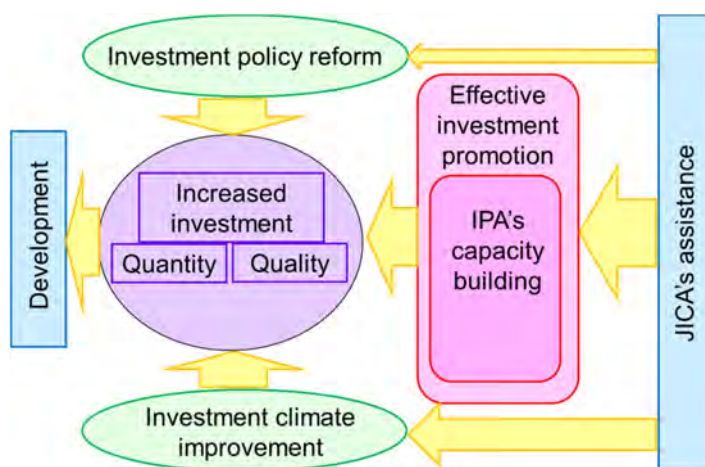 Investment policy reform
Effective
investment
promotion
Increased
investment
Quantity
Quality
IPA's
capacity
building
Development
JICA's assistance
Investment climate
improvement